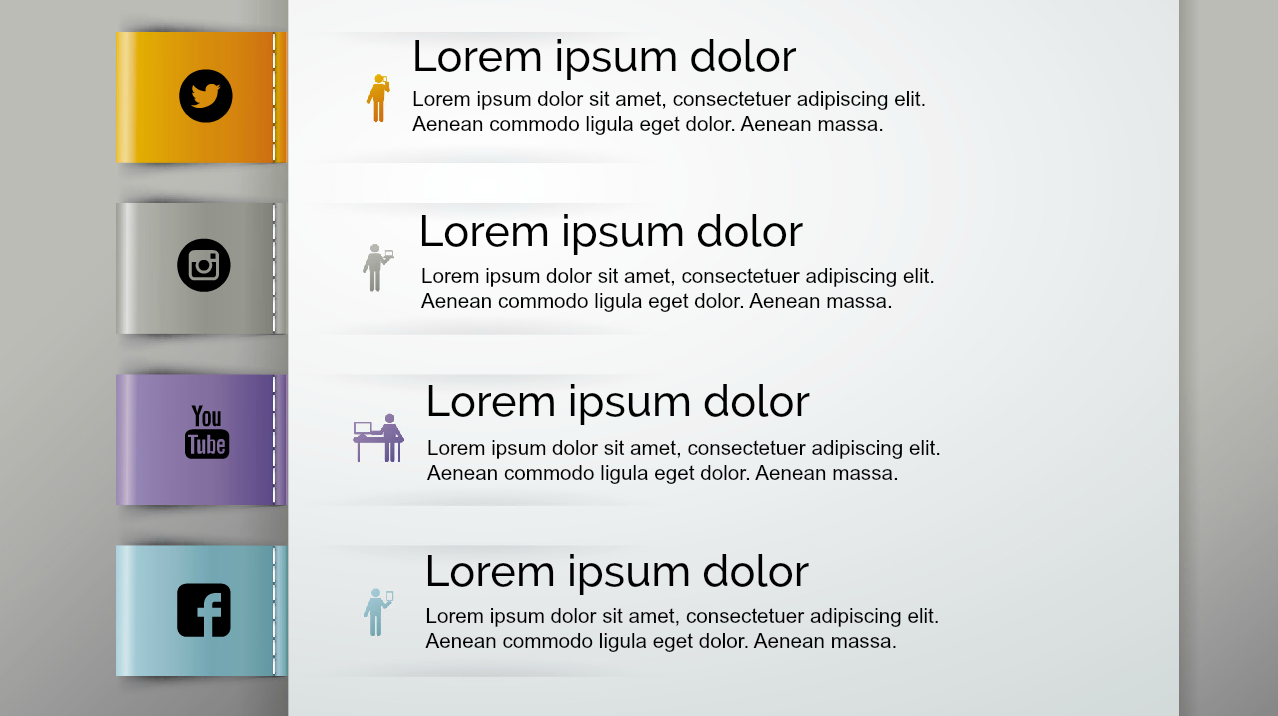 Lorem ipsum dolor
Lorem ipsum dolor sit amet, consectetuer adipiscing elit.
Aenean commodo ligula eget dolor. Aenean massa.
Lorem ipsum dolor
Lorem ipsum dolor sit amet, consectetuer adipiscing elit.
Aenean commodo ligula eget dolor. Aenean massa.
You
Tube
Lorem ipsum dolor
Lorem ipsum dolor sit amet, consectetuer adipiscing elit.
Aenean commodo ligula eget dolor. Aenean massa.
f
Lorem ipsum dolor
Lorem ipsum dolor sit amet, consectetuer adipiscing elit.
Aenean commodo ligula eget dolor. Aenean massa.